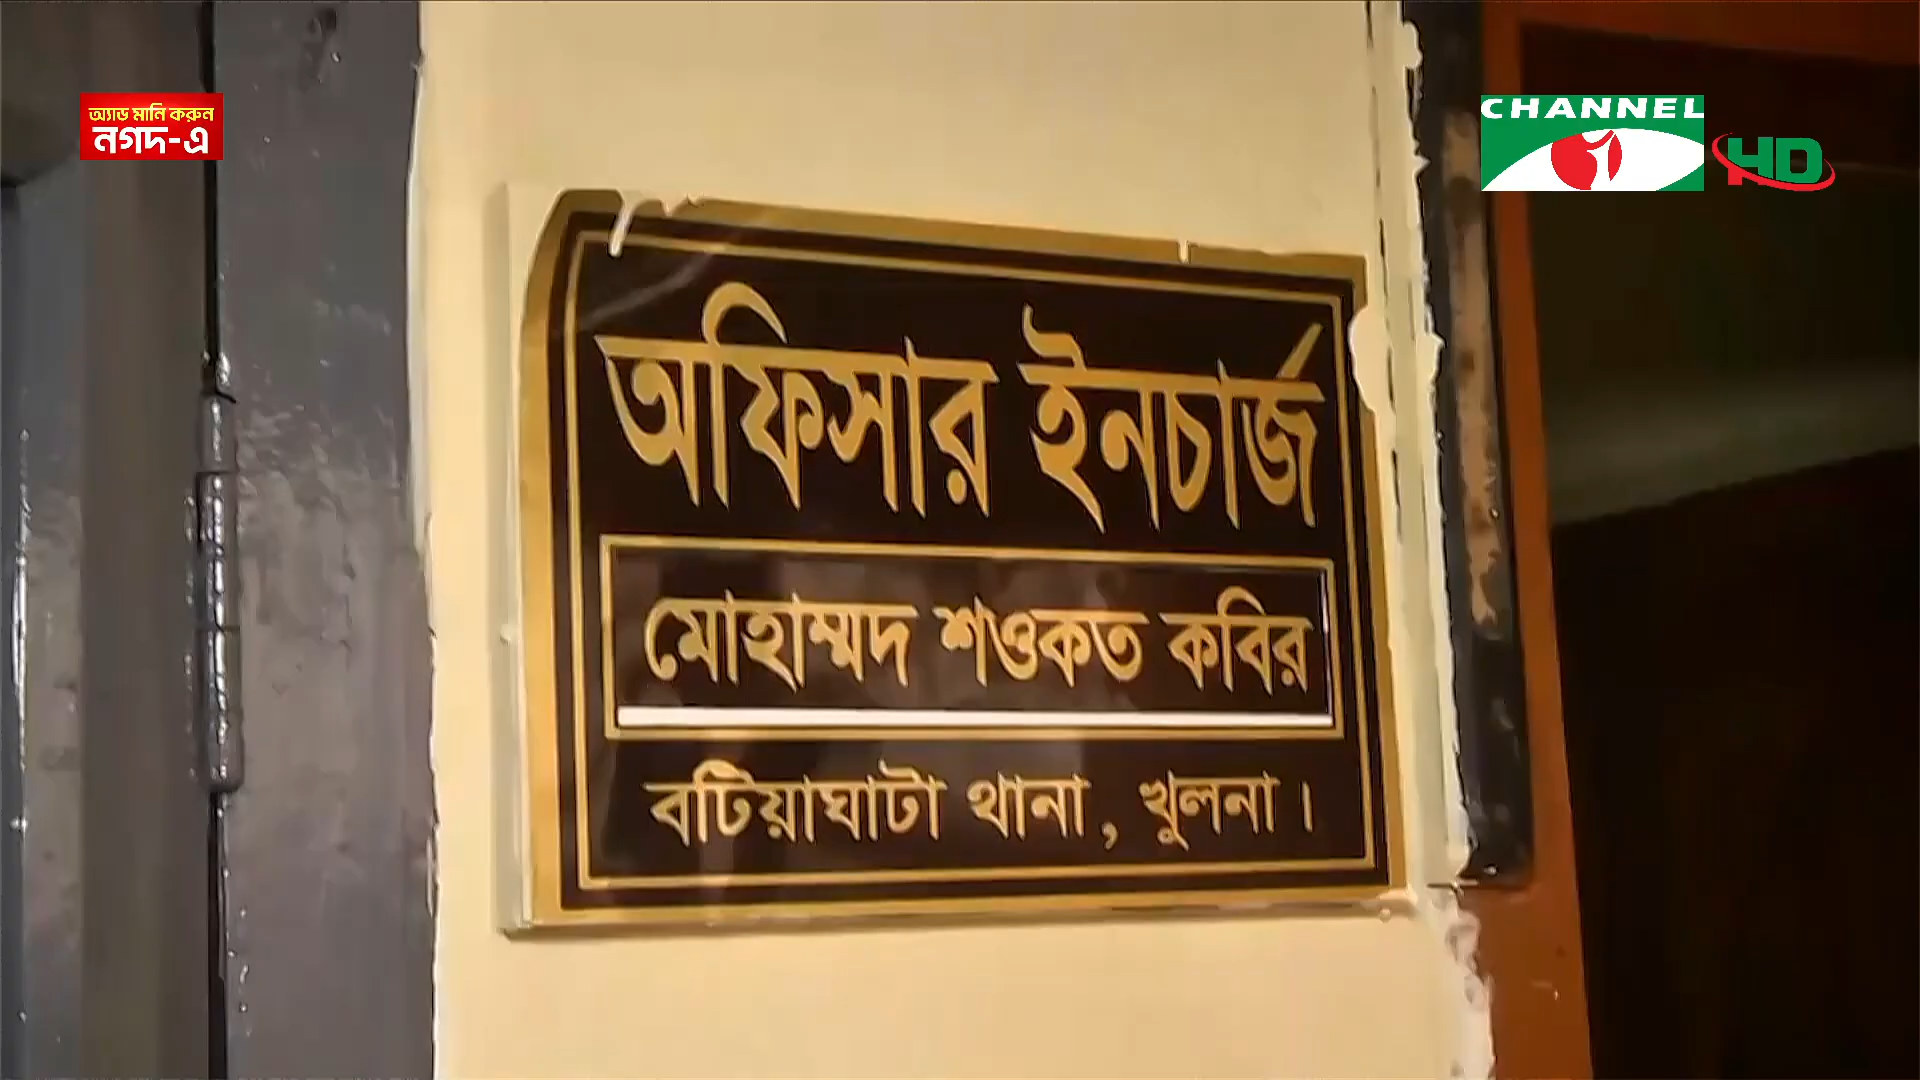 অ্যাড মানি করুন
নগদ-এ
CHANNEL
HD
অফিসার ইনচার্জ
মোহাম্মদ শওকত কবির
বটিয়াঘাটা থানা, খুলনা।